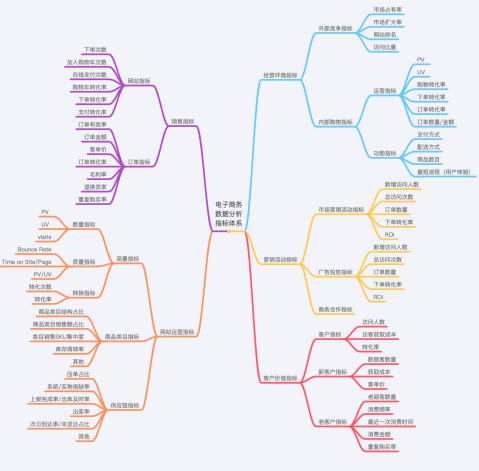 电子商务
数据分析
指标体系
经营环境指标
外部竞争指标
市场占有率
市场扩大率
网站排名
访问比重
内部购物指标
运营指标
PV
UV
购物转化率
下单转化率
订单转化率
订单数量/金额
功能指标
支付方式
配送方式
商品数目
最短流程（用户体验）
营销活动指标
市场营销活动指标
新增访问人数
总访问次数
订单数量
下单转化率
ROI
广告投放指标
新增访问人数
总访问次数
订单数量
下单转化率
ROI
商务合作指标
客户价值指标
客户指标
访问人数
访客获取成本
转化率
新客户指标
新顾客数量
获取成本
客单价
老客户指标
老顾客数量
消费频率
最近一次消费时间
消费金额
重复购买率
销售指标
网站指标
下单次数
加入购物车次数
在线支付次数
购物车转化率
下单转化率
支付转化率
订单指标
订单有效率
订单金额
客单价
订单转化率
毛利率
退换货率
重复购买率
网站运营指标
流量指标
数量指标
PV
UV
visits
质量指标
Bounce Rate
Time on Site/Page
PV/UV
转换指标
转化次数
转化率
商品类目指标
商品类目结构占比
商品类目销售额占比
类目销售SKU集中度
库存周转率
其他
供应链指标
压单占比
系统/实物报缺率
上架完成率/出库及时率
出库率
次日到达率/未送达占比
其他